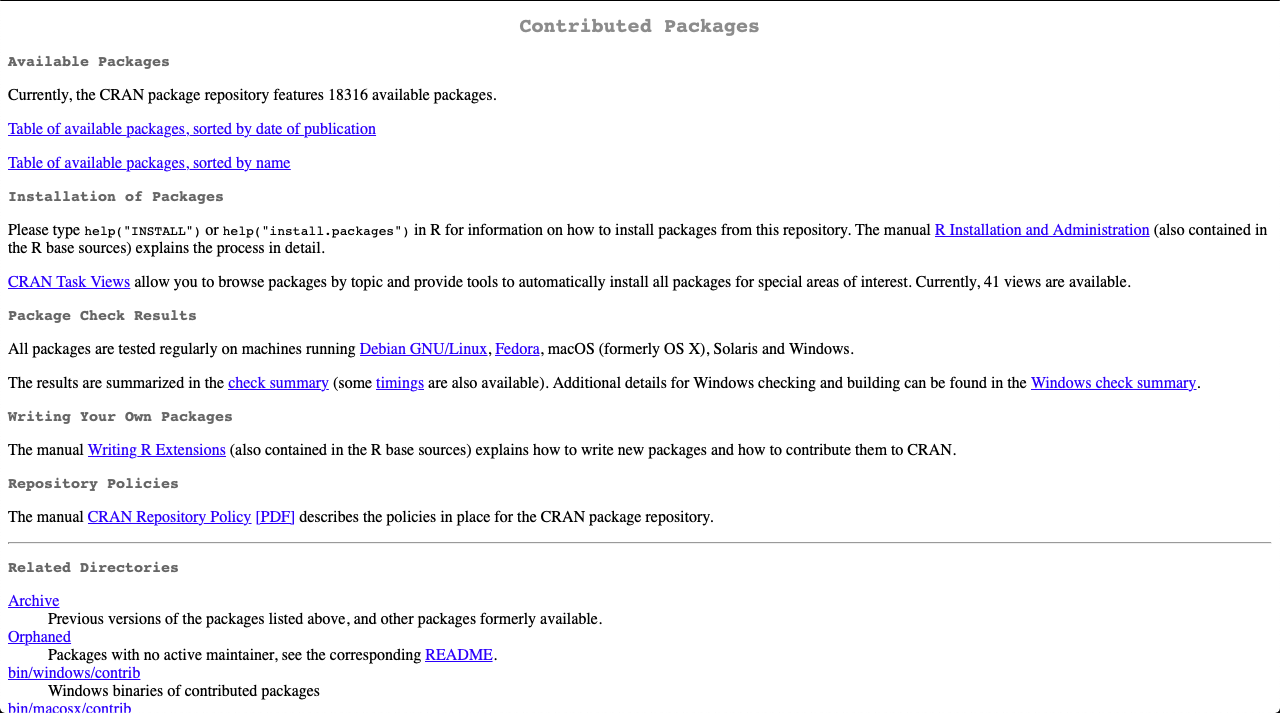 Contributed Packages
Available Packages
Currently, the CRAN package repository features 18316 available packages.
Table of available packages, sorted by date of publication
Table of available packages, sorted by name
Installation of Packages
Please type help("INSTALL") or help("install.packages") in R for information on how to install packages from this repository. The manual R Installation and Administration (also contained in
the R base sources) explains the process in detail.
CRAN Task Views allow you to browse packages by topic and provide tools to automatically install all packages for special areas of interest. Currently, 41 views are available.
Package Check Results
All packages are tested regularly on machines running Debian GNU/Linux, Fedora, macOS (formerly OS X), Solaris and Windows.
The results are summarized in the check summary (some timings are also available). Additional details for Windows checking and building can be found in the Windows check summary.
Writing Your Own Packages
The manual Writing R Extensions (also contained in the R base sources) explains how to write new packages and how to contribute them to CRAN.
Repository Policies
The manual CRAN Repository Policy [PDF] describes the policies in place for the CRAN package repository.
Related Directories
Archive
Previous versions of the packages listed above, and other packages formerly available.
Orphaned
Packages with no active maintainer, see the corresponding README.
bin/windows/contrib
Windows binaries of contributed packages
bin/macosx/contrib